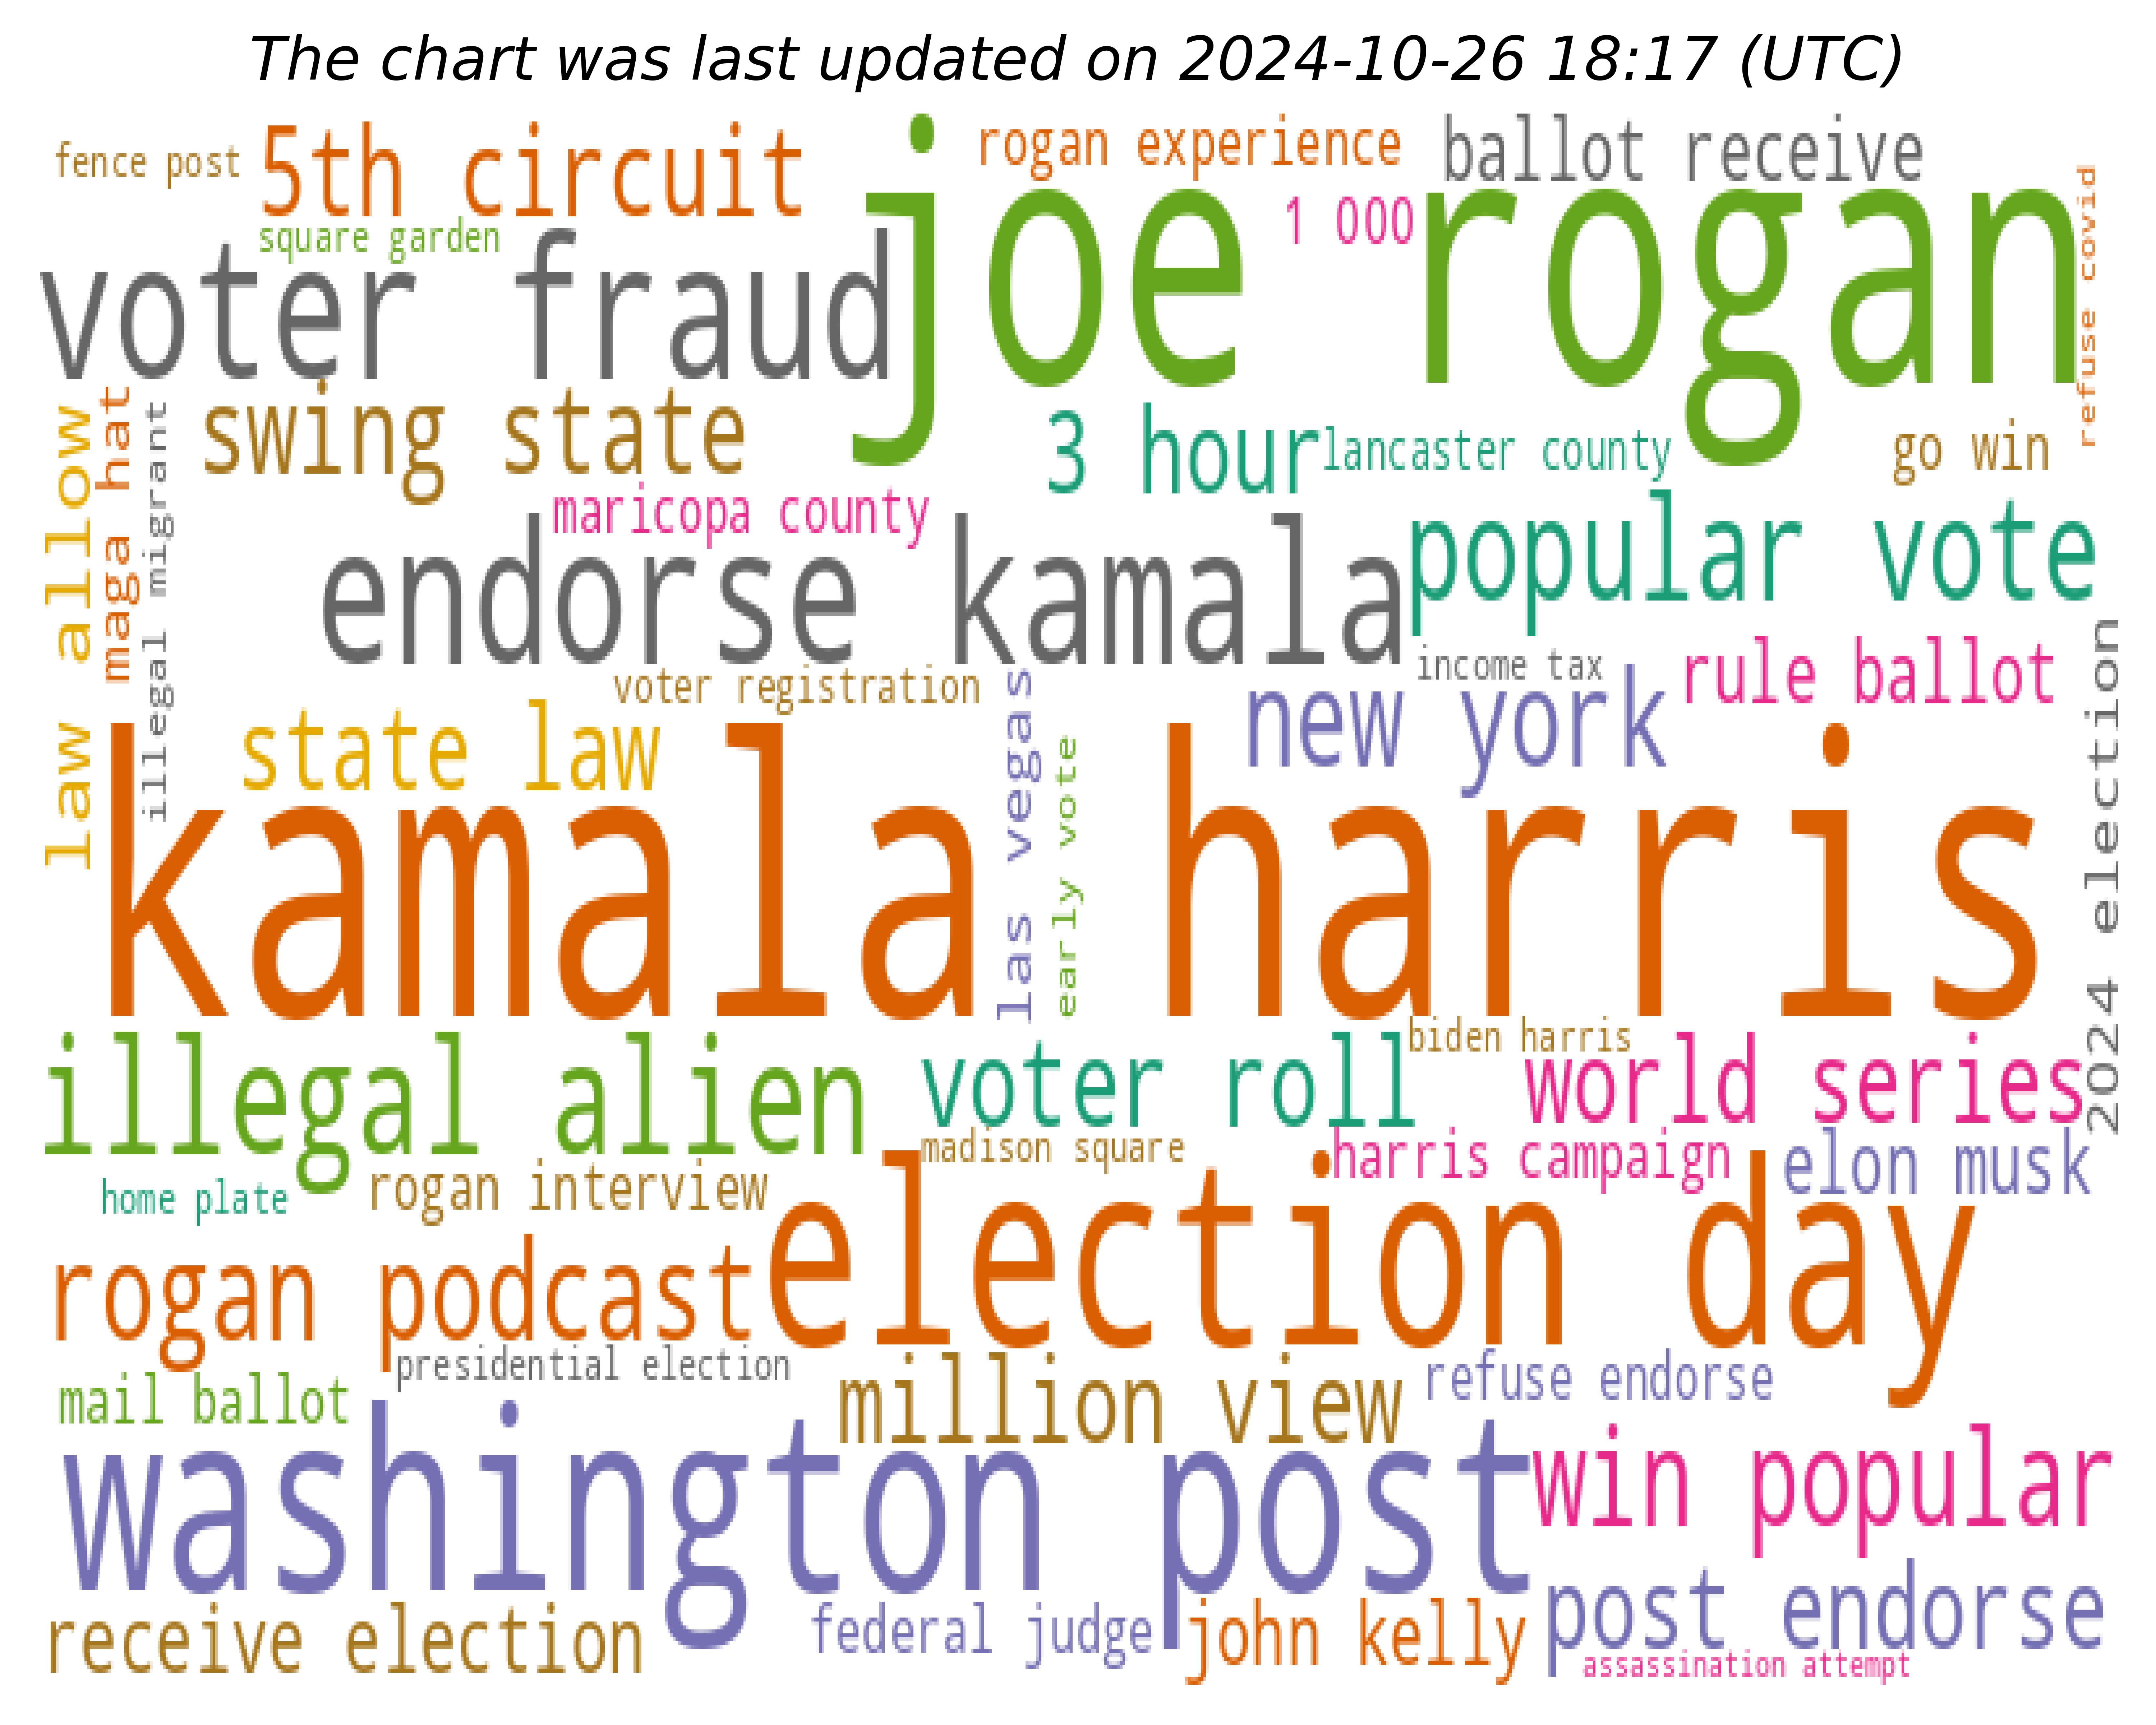 The chart was last updated on 2024-10-26 18:17 (UTC)
fence post
5th circuit
rogan experience
ballot receive
square garden
1 000
joe rogan
refuse covid
voter fraud
swing state
3 hour
lancaster county
go win
law allow
maga hat
illegal migrant
maricopa county
endorse kamala
popular vote
voter registration
income tax
rule ballot
state law
new york
las vegas
early vote
2024 election
kamala harris
illegal alien
voter roll
biden harris
world series
madison square
harris campaign
elon musk
home plate
rogan interview
election day
rogan podcast
presidential election
mail ballot
million view
refuse endorse
washington post
win popular
receive election
federal judge
john kelly
post endorse
assassination attempt